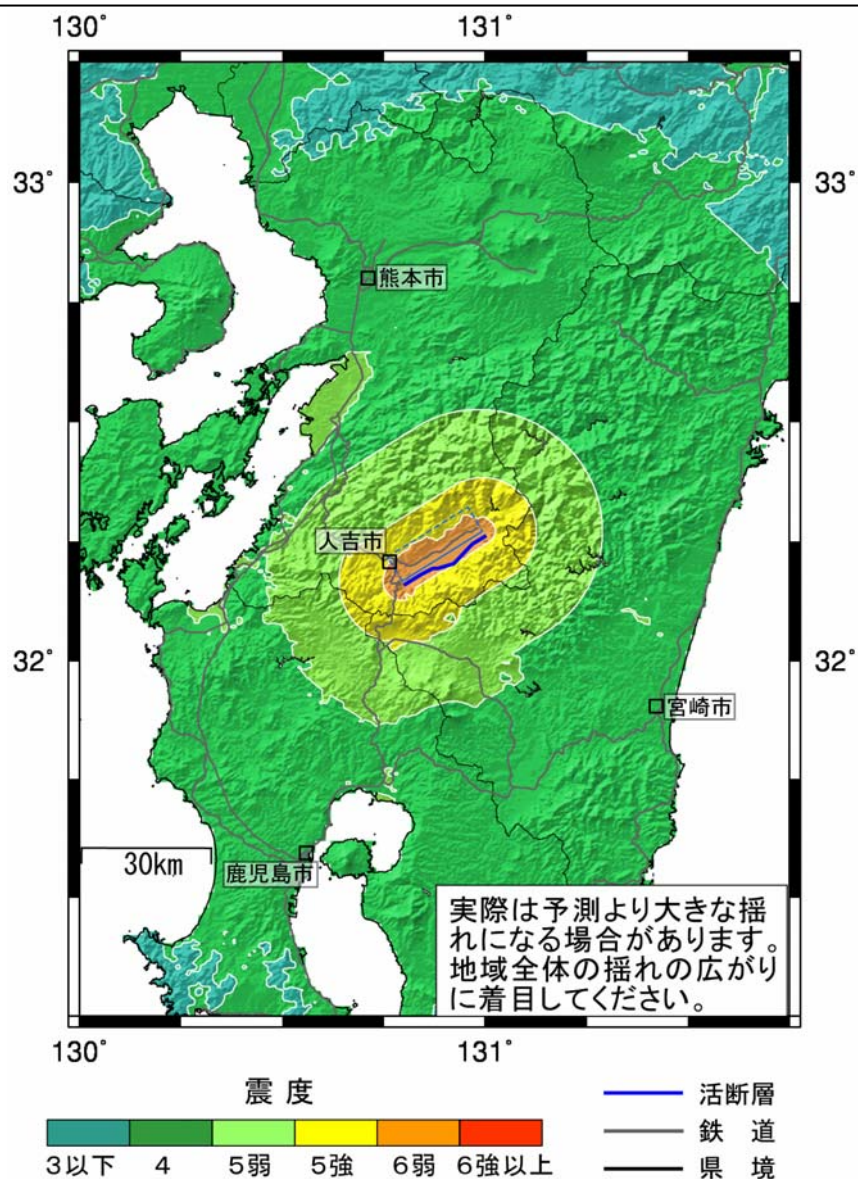 130° 131°
33° 33°
熊本市
人吉市
32° 32°
宮崎市
30km
鹿児島市
実際は予測より大きな揺
れになる場合があります。
地域全体の揺れの広がり
に着目してください。
130° 131°
震 度
3以下 4 5弱 5強 6弱 6強以上
活断層
鉄 道
県 境